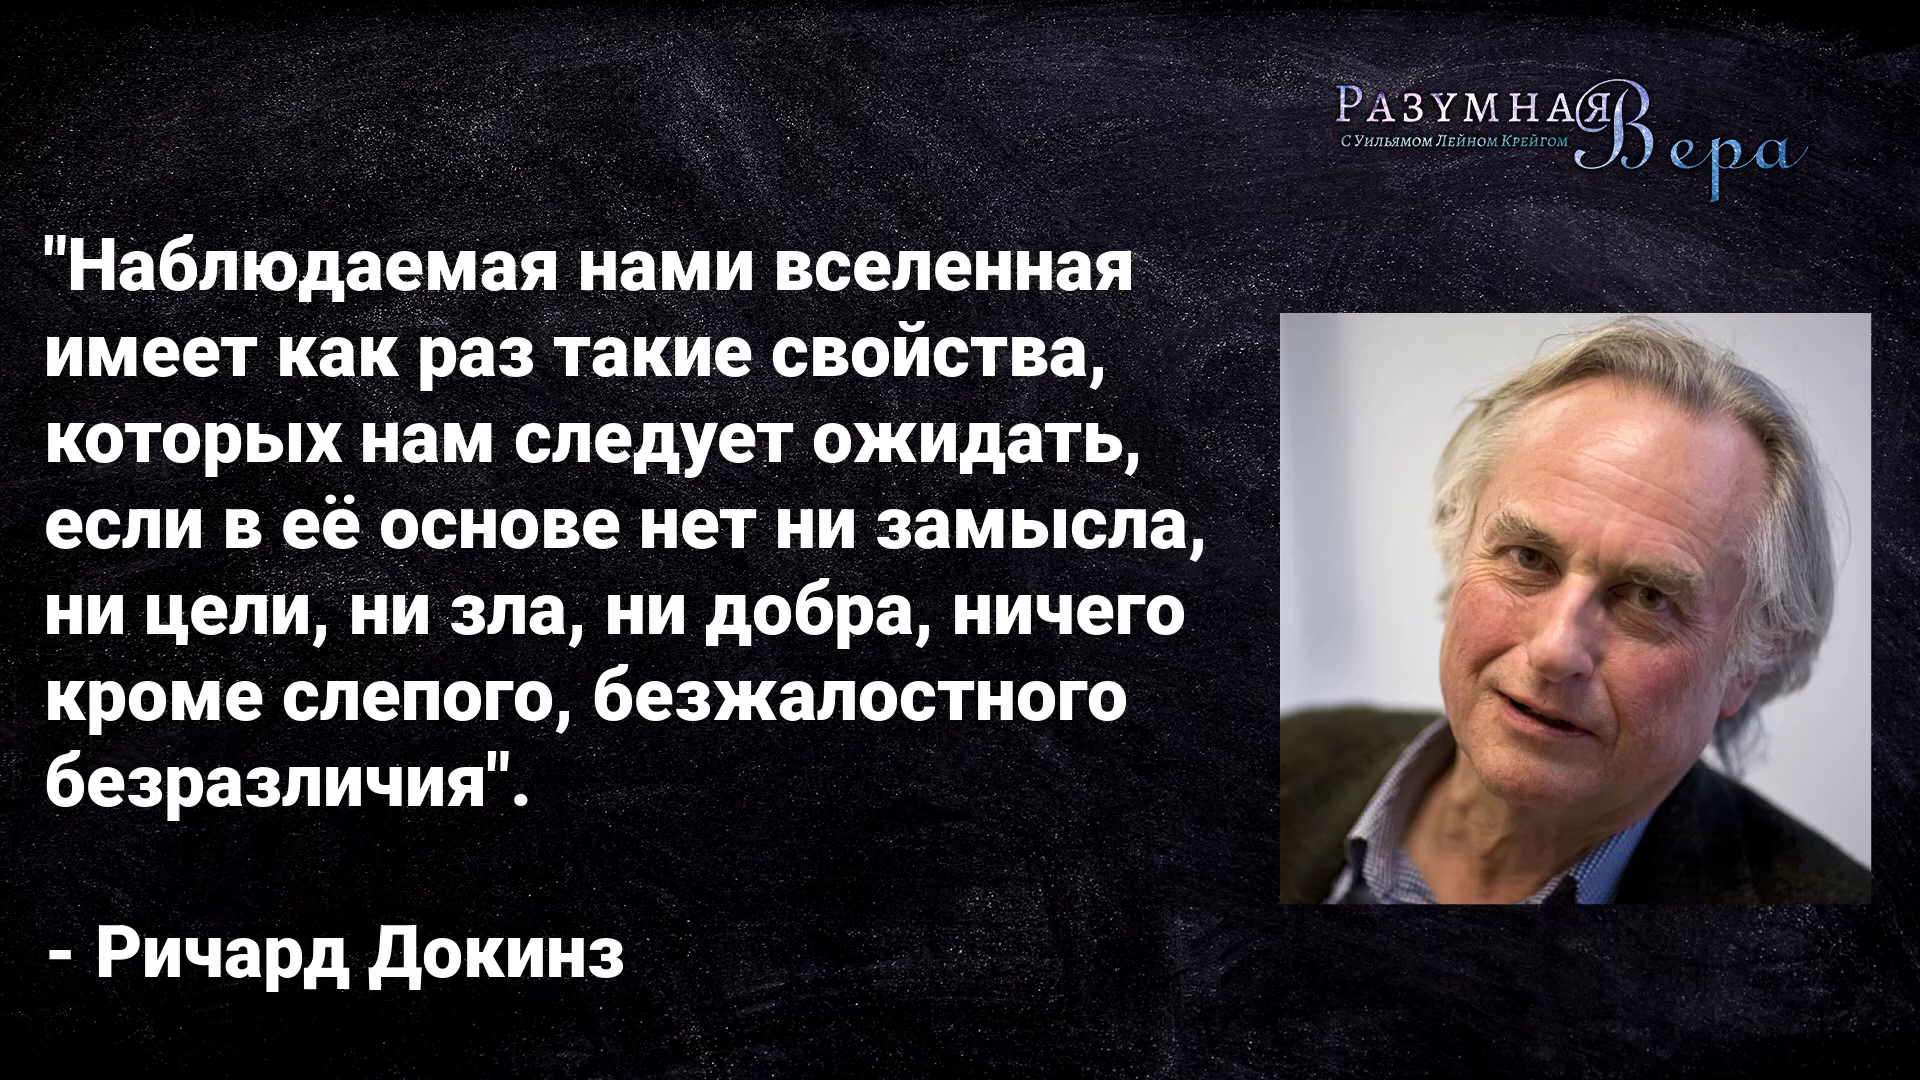 РАЗУМНАЯ Вера
С УИЛЬЯМОМ ЛЕЙНОМ КРЕЙГОМ
"Наблюдаемая нами вселенная
имеет как раз такие свойства,
которых нам следует ожидать,
если в её основе нет ни замысла,
ни цели, ни зла, ни добра, ничего
кроме слепого, безжалостного
безразличия".
- Ричард Докинз